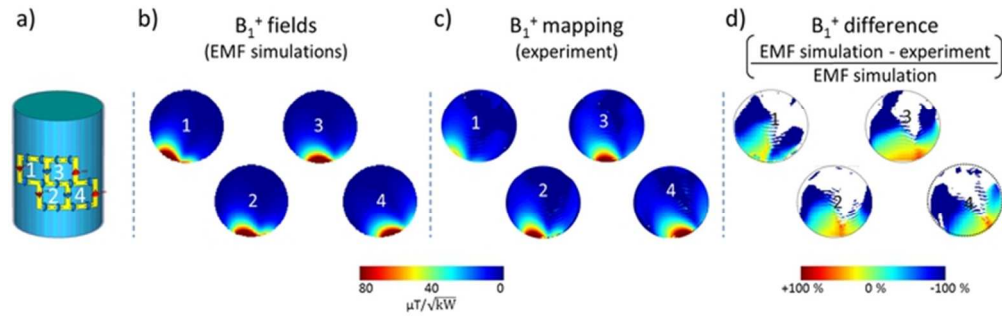 a)
1 3
2 4
b)
B₁⁺ fields
(EMF simulations)
1
3
2
4
c)
B₁⁺ mapping
(experiment)
1
3
2
4
d)
B₁⁺ difference
(EMF simulation - experiment
EMF simulation)
1
3
2
4
80 40 0
μT/√kW
+100 % 0 % -100 %